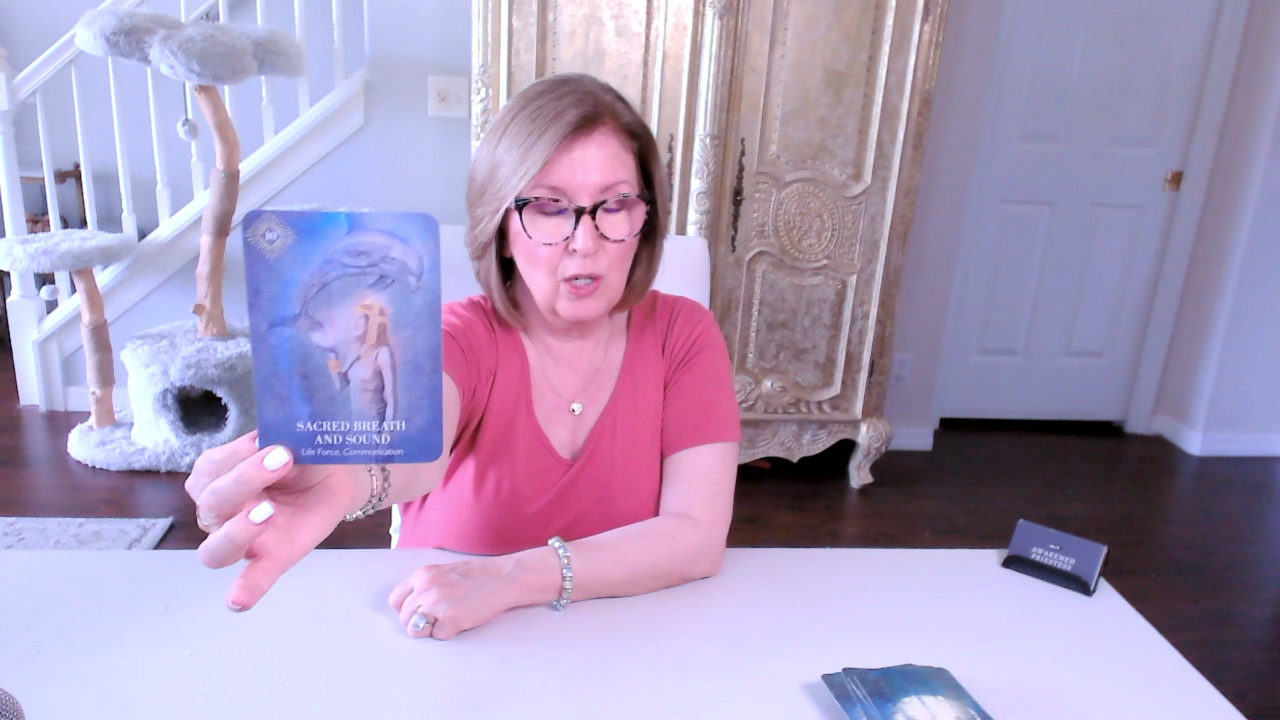 SACRED BREATH
AND SOUND
Life Force, Communication
AWAKENED
PRIESTESS